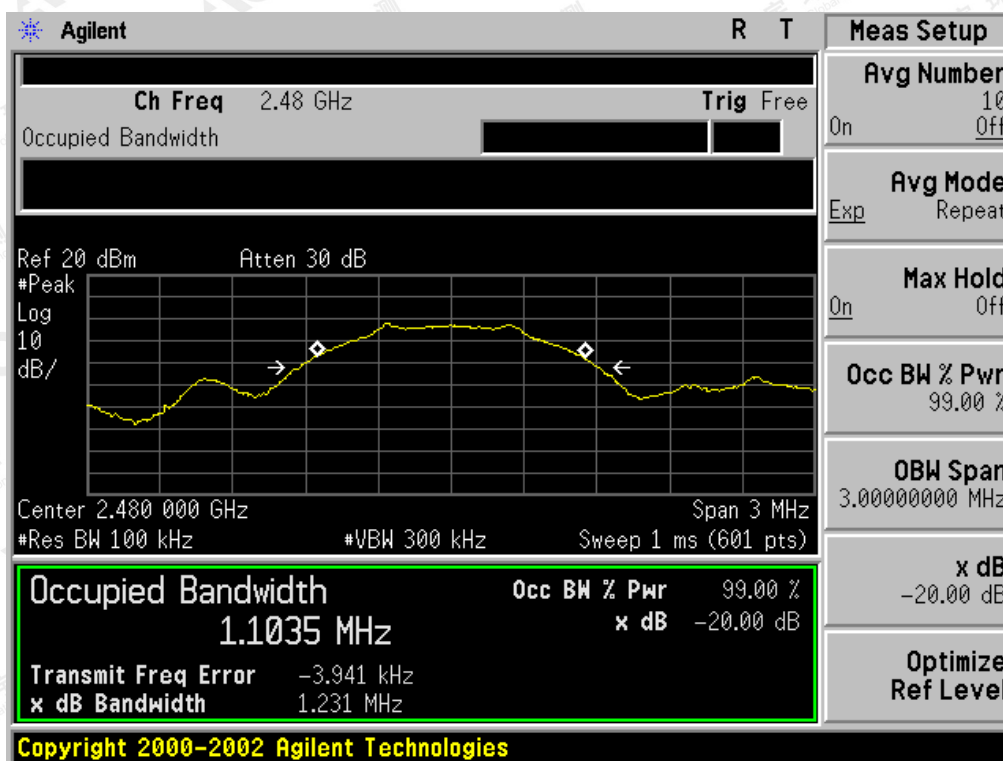 Agilent R T
Ch Freq 2.48 GHz Trig Free
Occupied Bandwidth
Ref 20 dBm Atten 30 dB
#Peak
Log
10
dB/
Center 2.480 000 GHz Span 3 MHz
#Res BW 100 kHz #VBW 300 kHz Sweep 1 ms (601 pts)
Occupied Bandwidth Occ BW % Pwr 99.00 %
1.1035 MHz x dB -20.00 dB
Transmit Freq Error -3.941 kHz
x dB Bandwidth 1.231 MHz
Copyright 2000-2002 Agilent Technologies
Meas Setup
Avg Number
10
On Off
Avg Mode
Exp Repeat
Max Hold
On Off
Occ BW % Pwr
99.00 %
OBW Span
3.00000000 MHz
x dB
-20.00 dB
Optimize
Ref Level